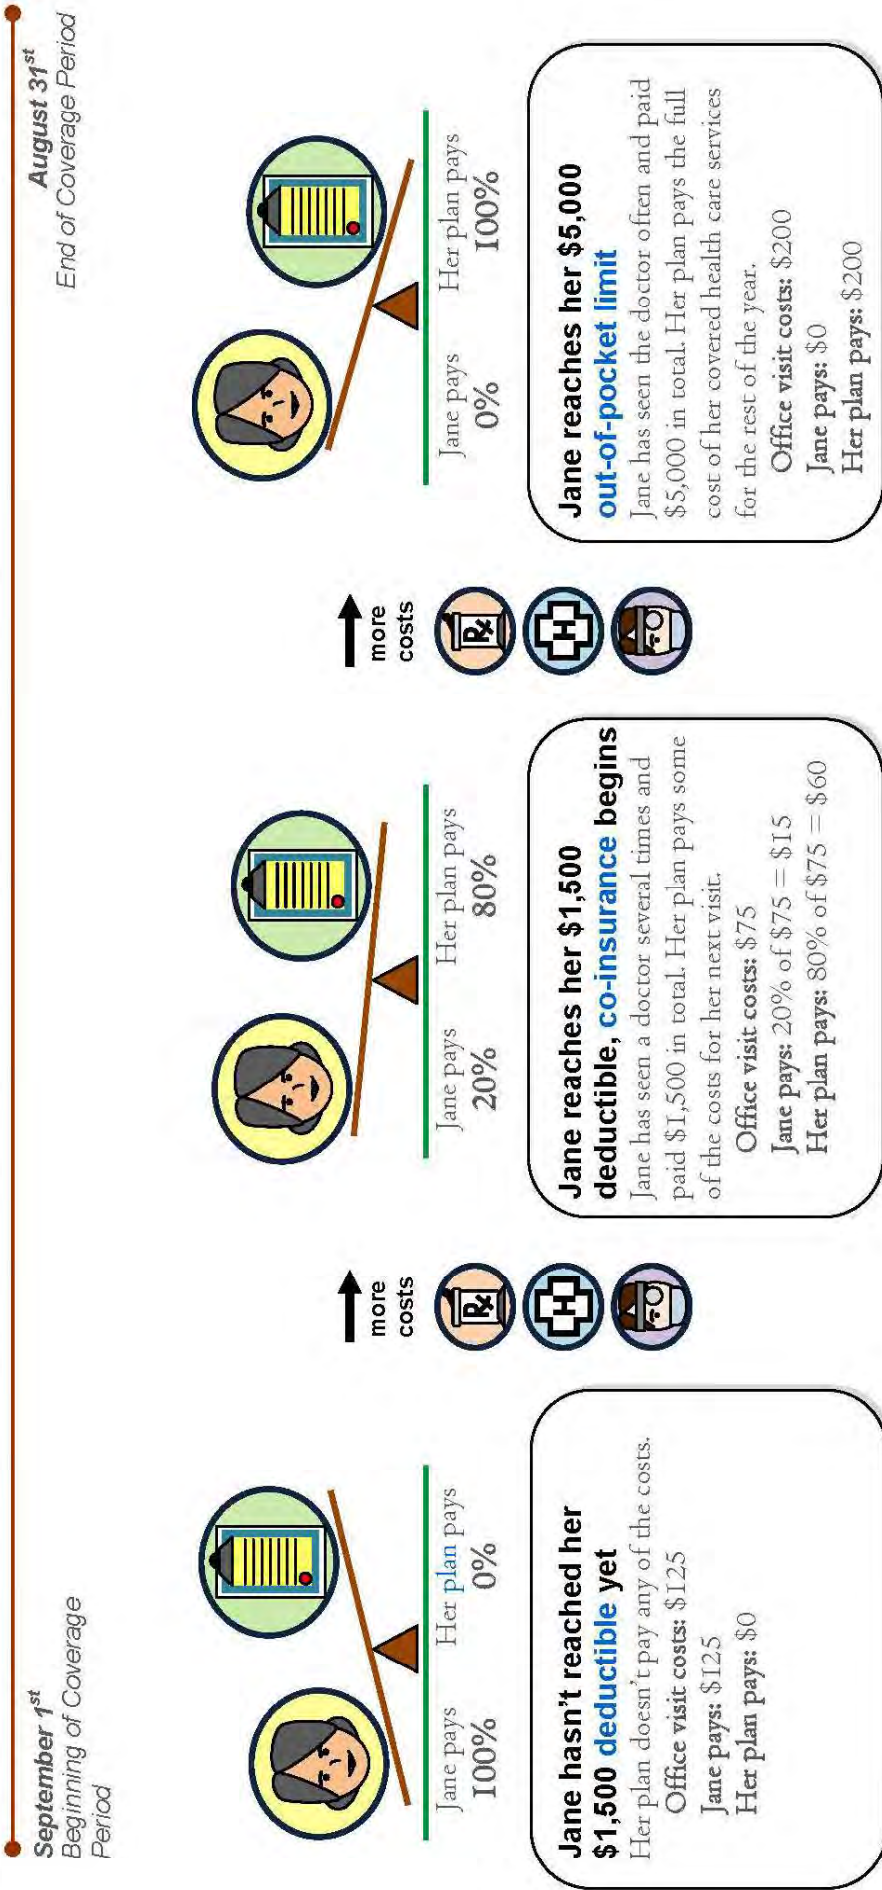 September 1st
Beginning of Coverage
Period
August 31st
End of Coverage Period
Jane pays
100%
Her plan pays
0%
more
costs
Rx
H
Jane pays
20%
Her plan pays
80%
more
costs
Rx
H
Jane pays
0%
Her plan pays
100%
Jane hasn't reached her
$1,500 deductible yet
Her plan doesn't pay any of the costs.
Office visit costs: $125
Jane pays: $125
Her plan pays: $0
Jane reaches her $1,500
deductible, co-insurance begins
Jane has seen a doctor several times and
paid $1,500 in total. Her plan pays some
of the costs for her next visit.
Office visit costs: $75
Jane pays: 20% of $75 = $15
Her plan pays: 80% of $75 = $60
Jane reaches her $5,000
out-of-pocket limit
Jane has seen the doctor often and paid
$5,000 in total. Her plan pays the full
cost of her covered health care services
for the rest of the year.
Office visit costs: $200
Jane pays: $0
Her plan pays: $200